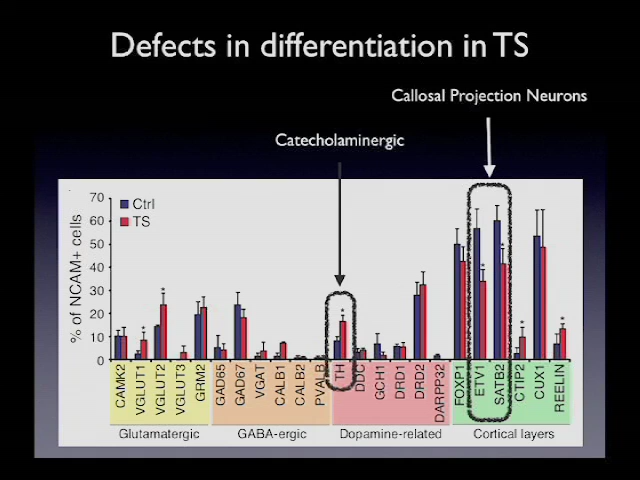 Defects in differentiation in TS
Callosal Projection Neurons
Catecholaminergic
% of NCAM+ cells
70
60
50
40
30
20
10
0
Ctrl
TS
*
*
*
*
*
*
*
CAMK2
VGLUT1
VGLUT2
VGLUT3
GRM2
GAD65
GAD67
VGAT
CALB1
CALB2
PVALB
TH
DDC
GCH1
DRD1
DRD2
DARPP32
FOXP1
ETV1
SATB2
CTIP2
CUX1
REELIN
Glutamatergic
GABA-ergic
Dopamine-related
Cortical layers